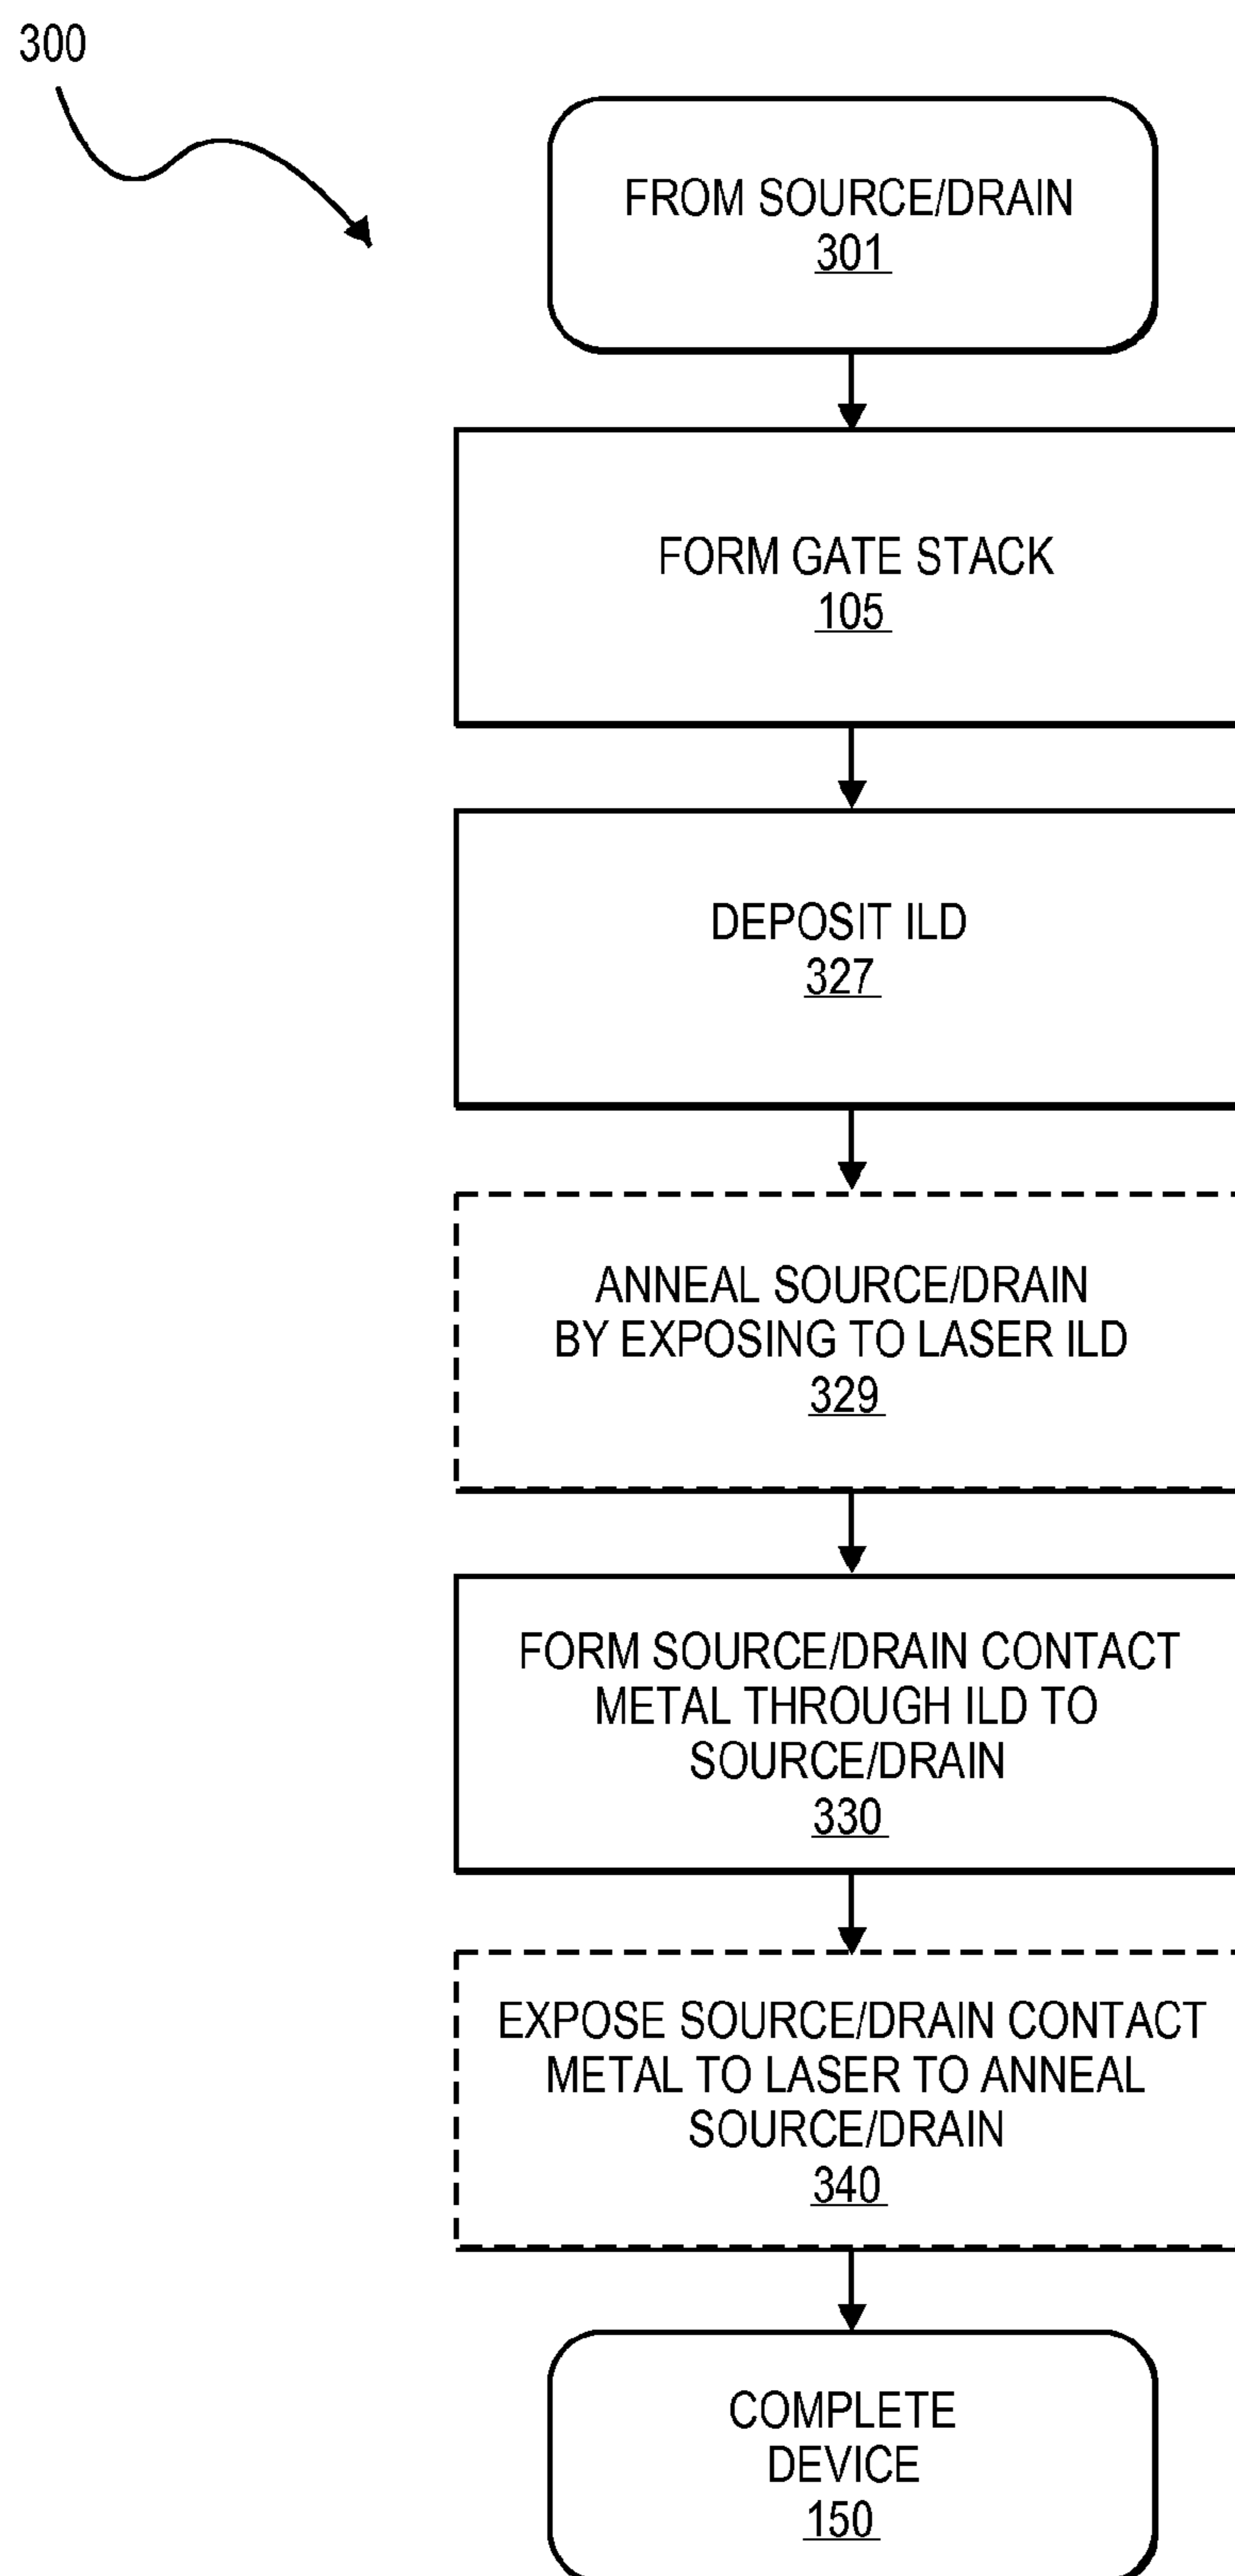 300
FROM SOURCE/DRAIN
301
FORM GATE STACK
105
DEPOSIT ILD
327
ANNEAL SOURCE/DRAIN
BY EXPOSING TO LASER ILD
329
FORM SOURCE/DRAIN CONTACT
METAL THROUGH ILD TO
SOURCE/DRAIN
330
EXPOSE SOURCE/DRAIN CONTACT
METAL TO LASER TO ANNEAL
SOURCE/DRAIN
340
COMPLETE
DEVICE
150